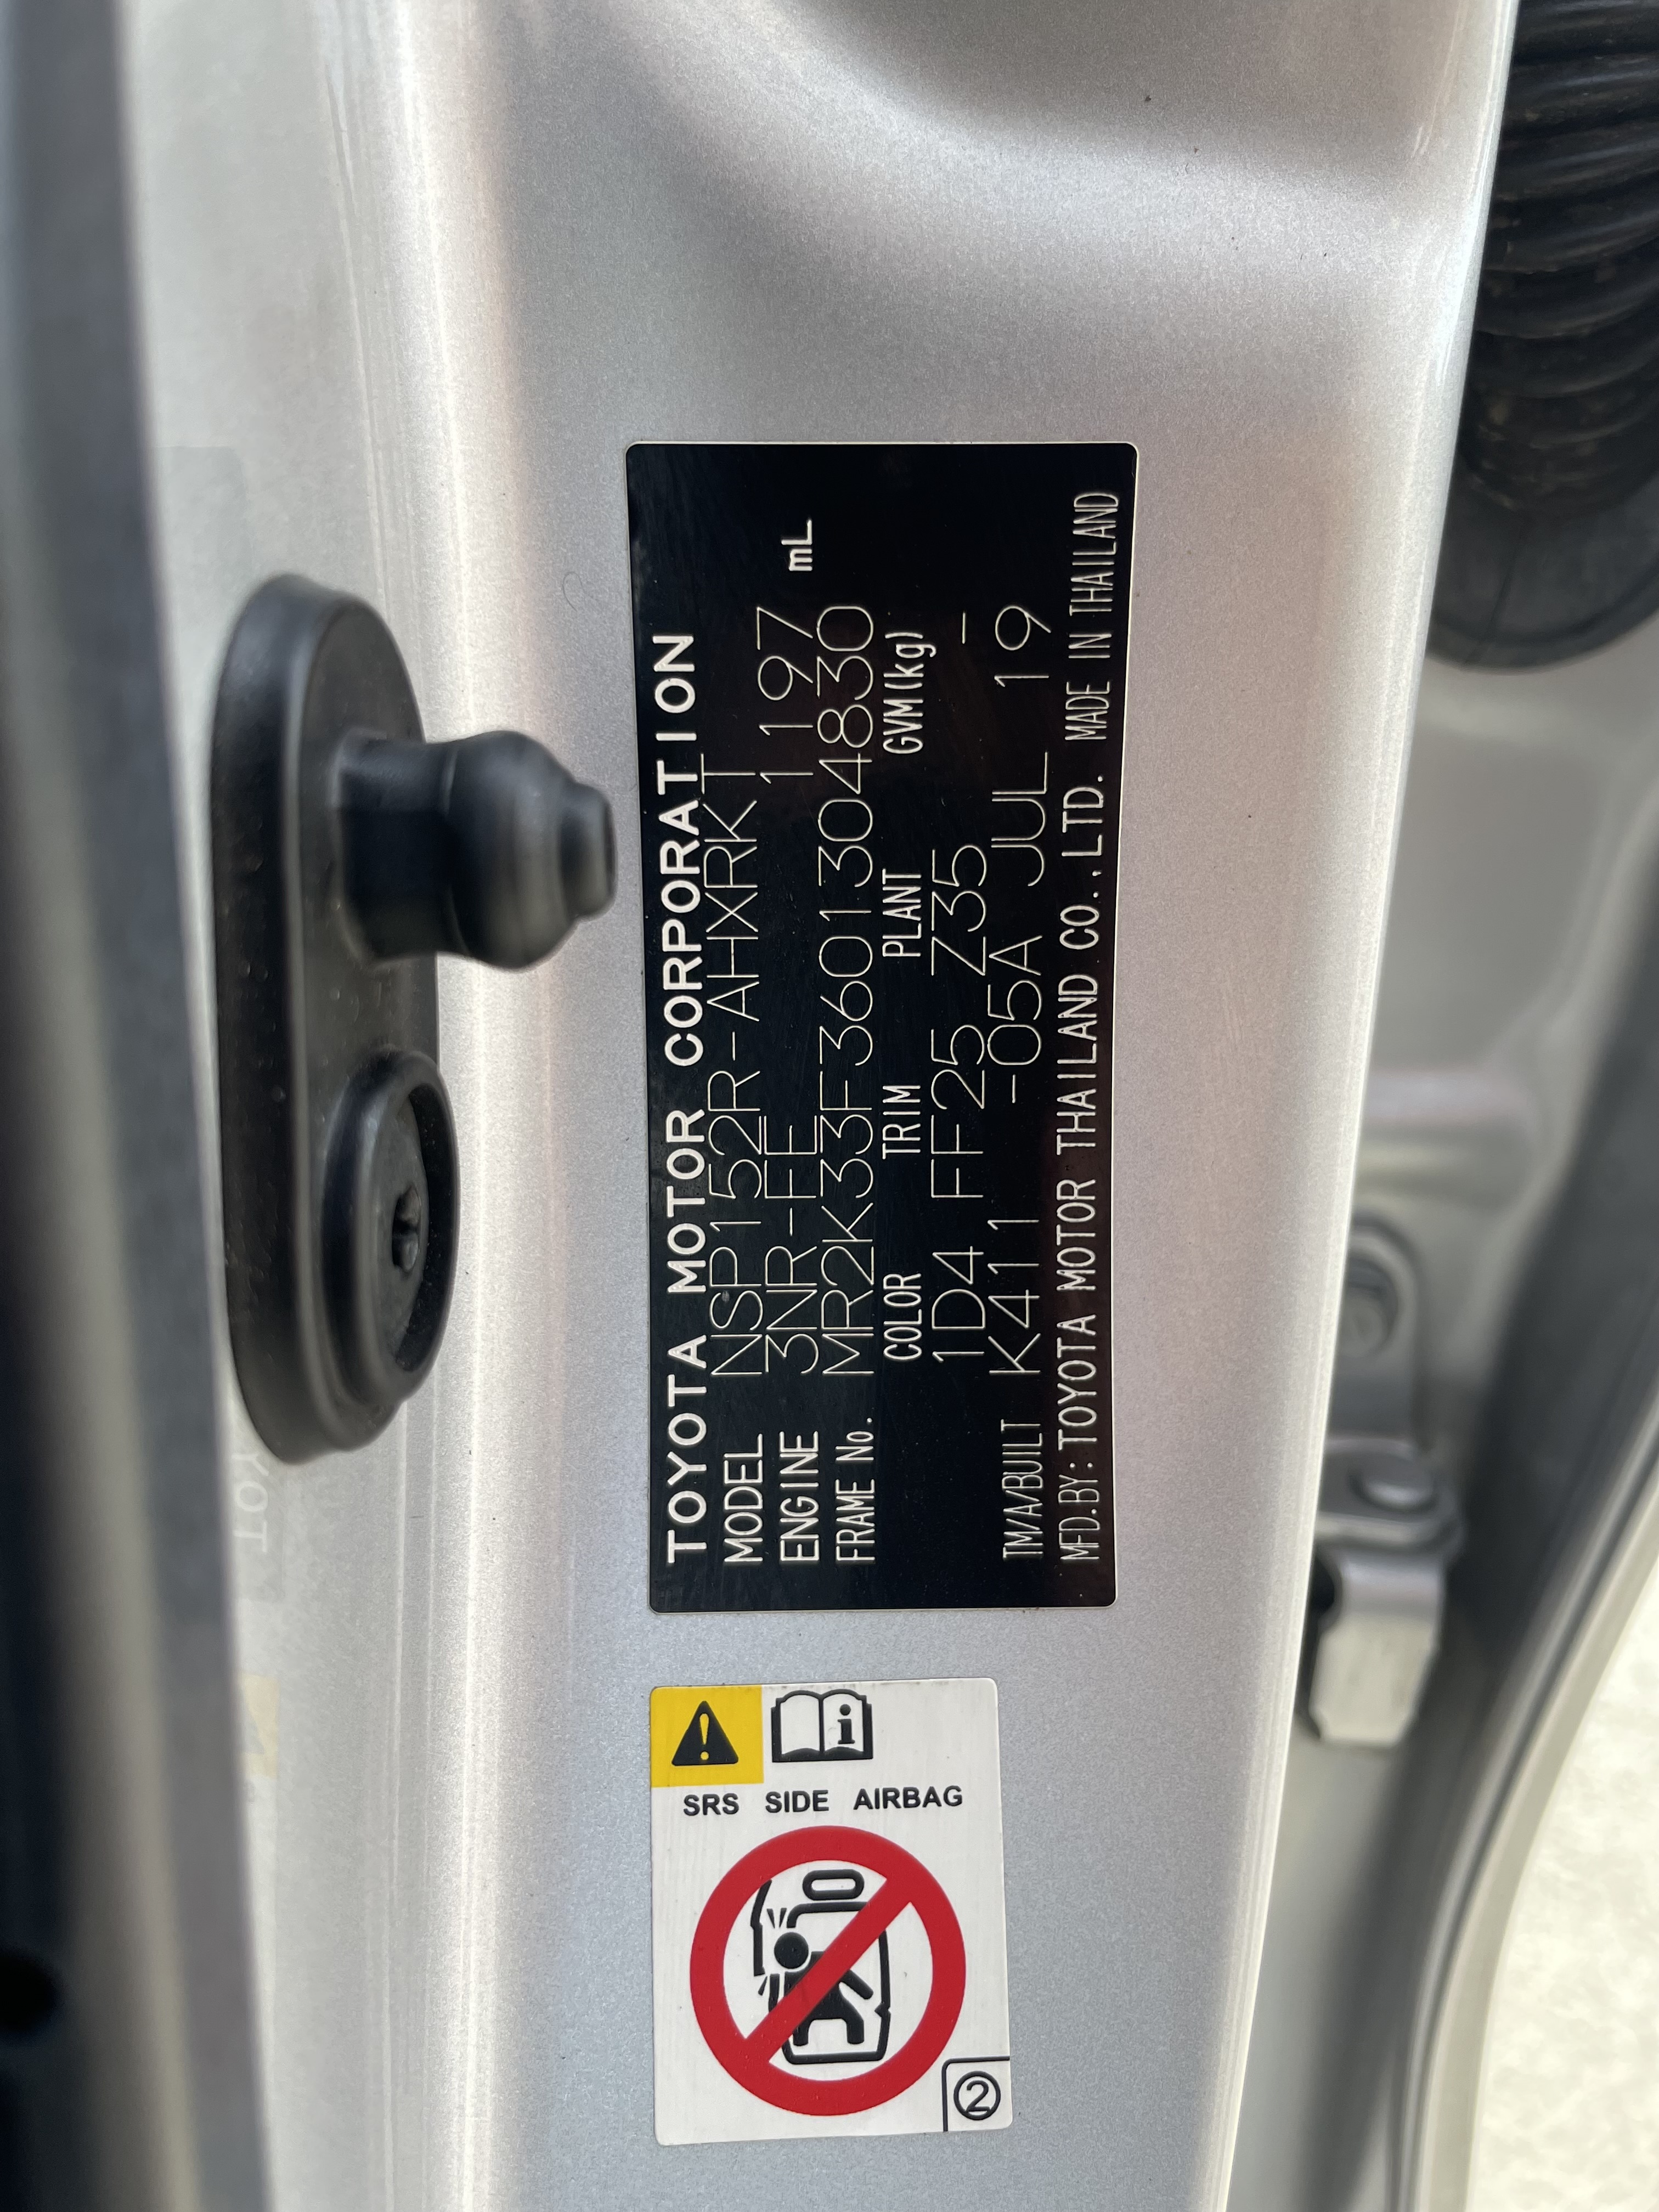 TOYOTA MOTOR CORPORATION
MODEL NSP152R-AHXRKT
ENGINE 3NR-FE 1197 mL
FRAME No. MR2K33F3601304830
COLOR TRIM PLANT GVM(kg)
1D4 FF25 Z35 -
TM/A/BUILT K411 -05A JUL 19
MFD.BY: TOYOTA MOTOR THAILAND CO.,LTD. MADE IN THAILAND
SRS SIDE AIRBAG
2